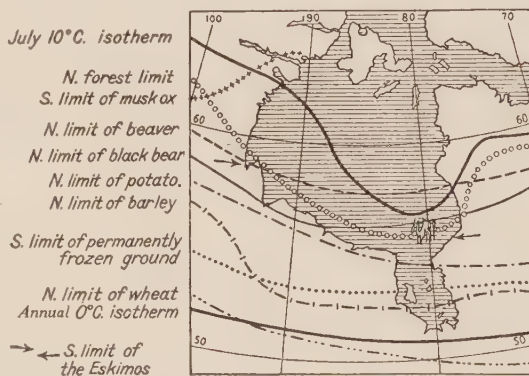 100
90
80
70
July 10°C. isotherm
N. forest limit
S. limit of muskox
N. limit of beaver
N. limit of black bear
N. limit of potato.
N. limit of barley
S. limit of permanently
frozen ground
N. limit of wheat
Annual 0°C. isotherm
S. limit of
the Eskimos
60
60
50
50